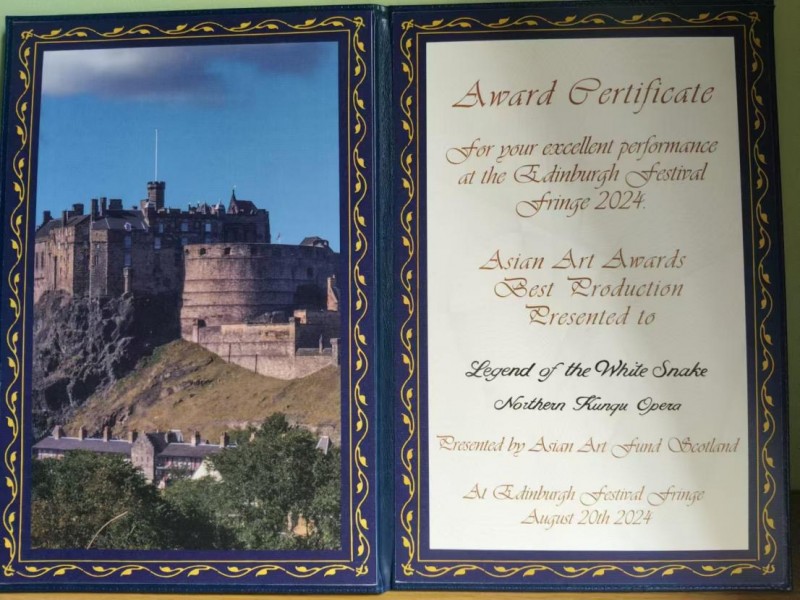 Award Certificate
For your excellent performance
at the Edinburgh Festival
Fringe 2024.
Asian Art Awards
Best Production
Presented to
Legend of the White Snake
Northern Kunqu Opera
Presented by Asian Art Fund Scotland
At Edinburgh Festival Fringe
August 20th 2024